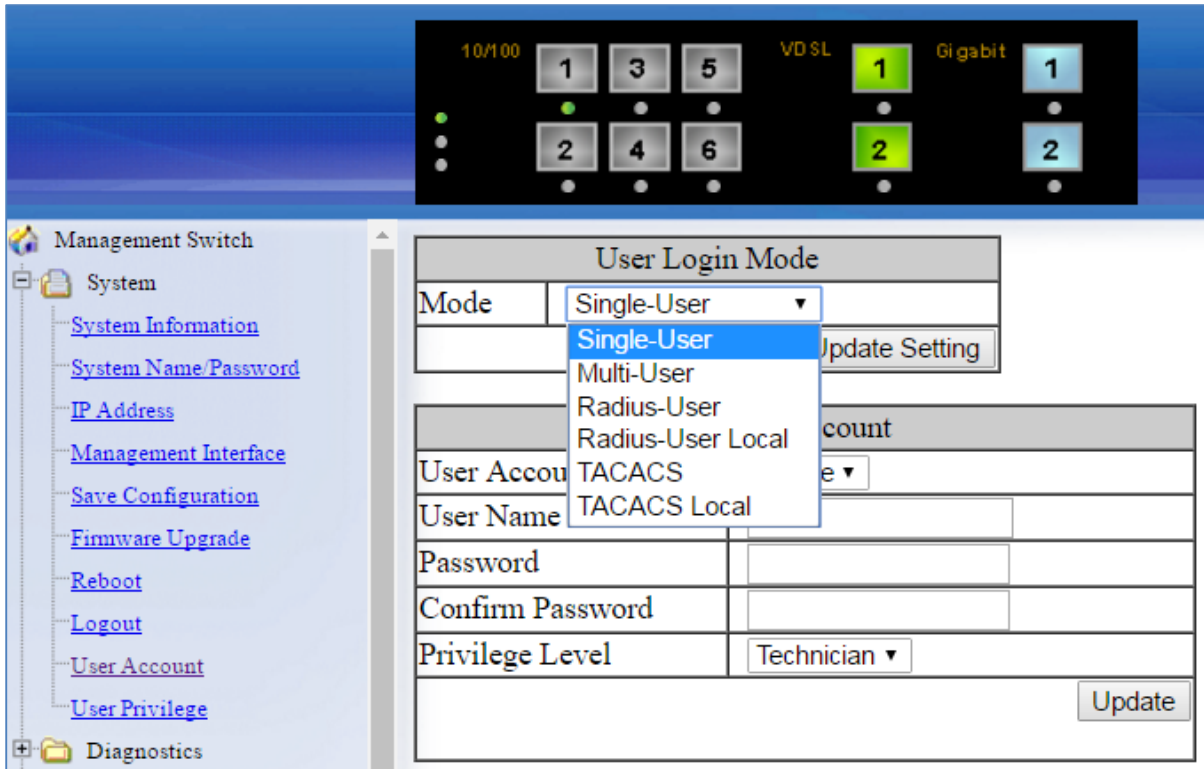 10/100 1 3 5 VDSL 1 Gigabit 1
2 4 6 2 2
Management Switch
System
System Information
System Name/Password
IP Address
Management Interface
Save Configuration
Firmware Upgrade
Reboot
Logout
User Account
User Privilege
Diagnostics
User Login Mode
Mode Single-User
Single-User
Multi-User
Radius-User
Radius-User Local
TACACS
TACACS Local
Setting
User
User Name
Password
Confirm Password
Privilege Level Technician
Update